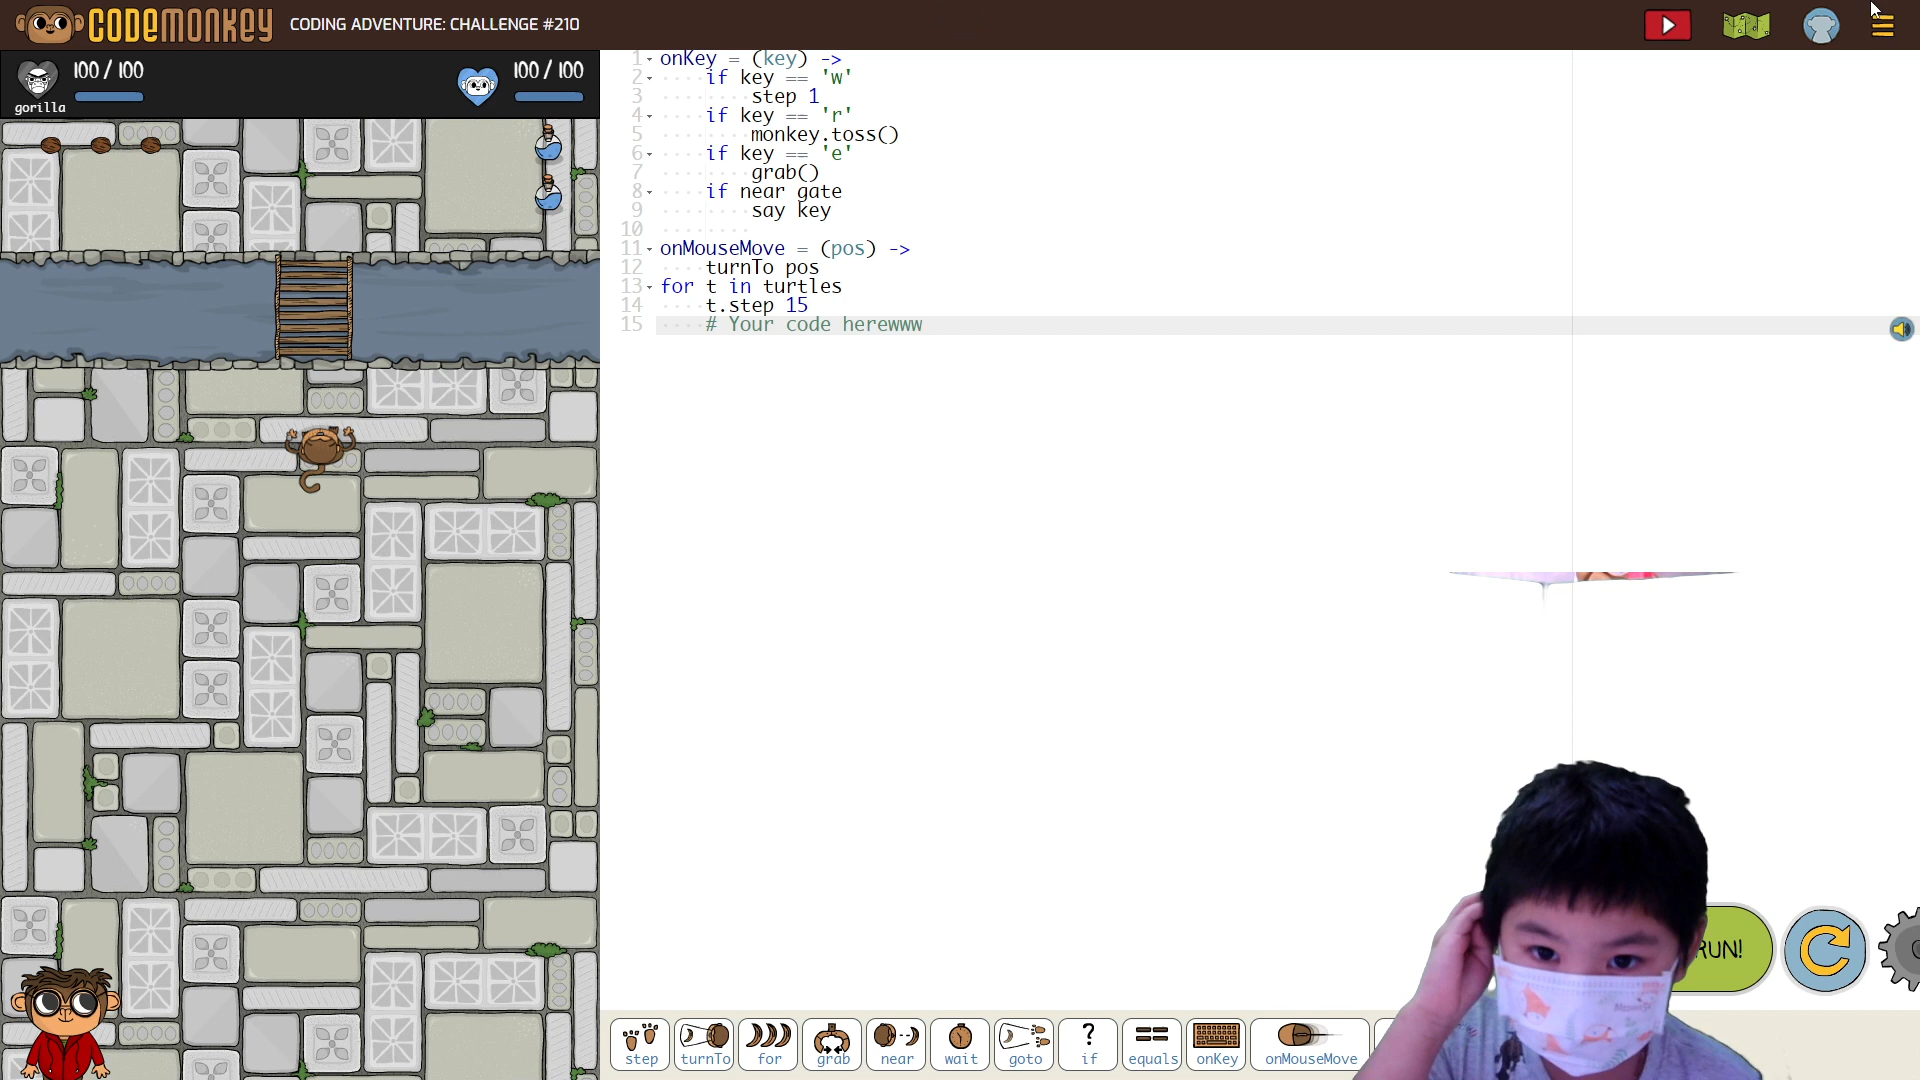 CODEMONKEY
CODING ADVENTURE: CHALLENGE #210
100 / 100
gorilla
100 / 100
1 onKey = (key) ->
2 if key == 'w'
3 step 1
4 if key == 'r'
5 monkey.toss()
6 if key == 'e'
7 grab()
8 if near gate
9 say key
10
11 onMouseMove = (pos) ->
12 turnTo pos
13 for t in turtles
14 t.step 15
15 # Your code herewww
RUN!
step
turnTo
for
grab
near
wait
goto
?
if
equals
onKey
onMouseMove